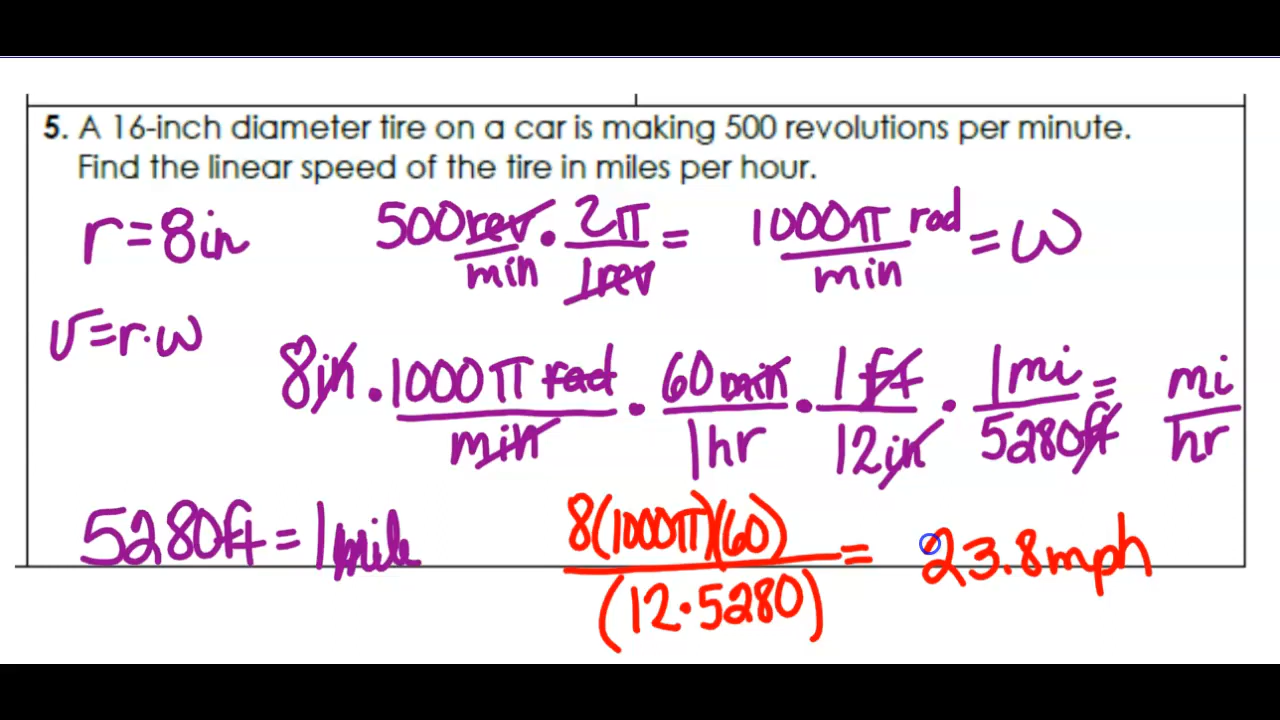 5. A 16-inch diameter tire on a car is making 500 revolutions per minute.
Find the linear speed of the tire in miles per hour.
r = 8in 500rev/min · 2π/1rev = 1000π rad/min = ω
v = r·ω
8in · 1000π rad/min · 60min/1hr · 1ft/12in · 1mi/5280ft = mi/hr
5280ft = 1mile 8(1000π)(60)/(12·5280) = 23.8mph